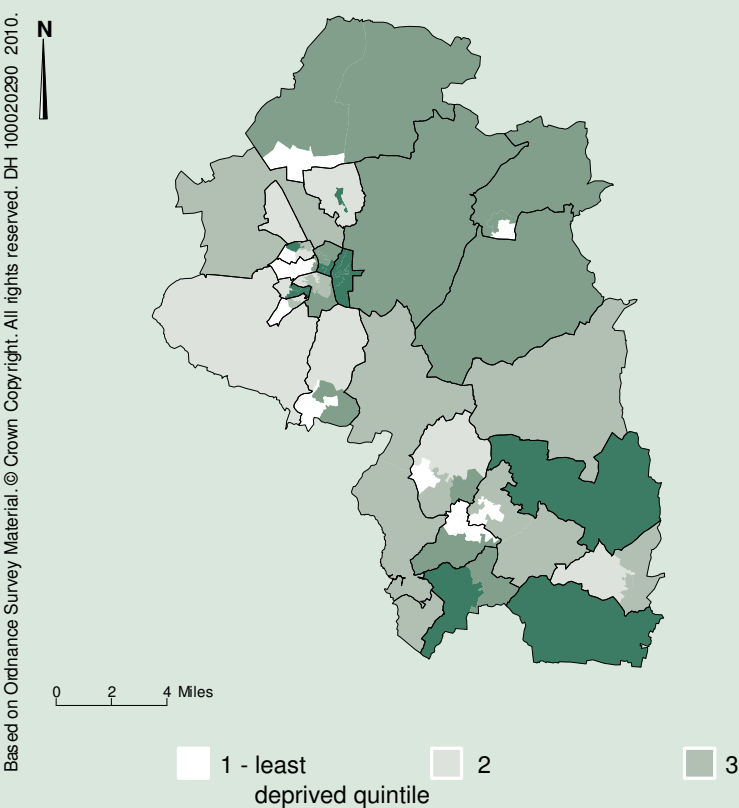 Based on Ordnance Survey Material. © Crown Copyright. All rights reserved. DH 100020290 2010.
N
0 2 4 Miles
1 - least
deprived quintile
2
3